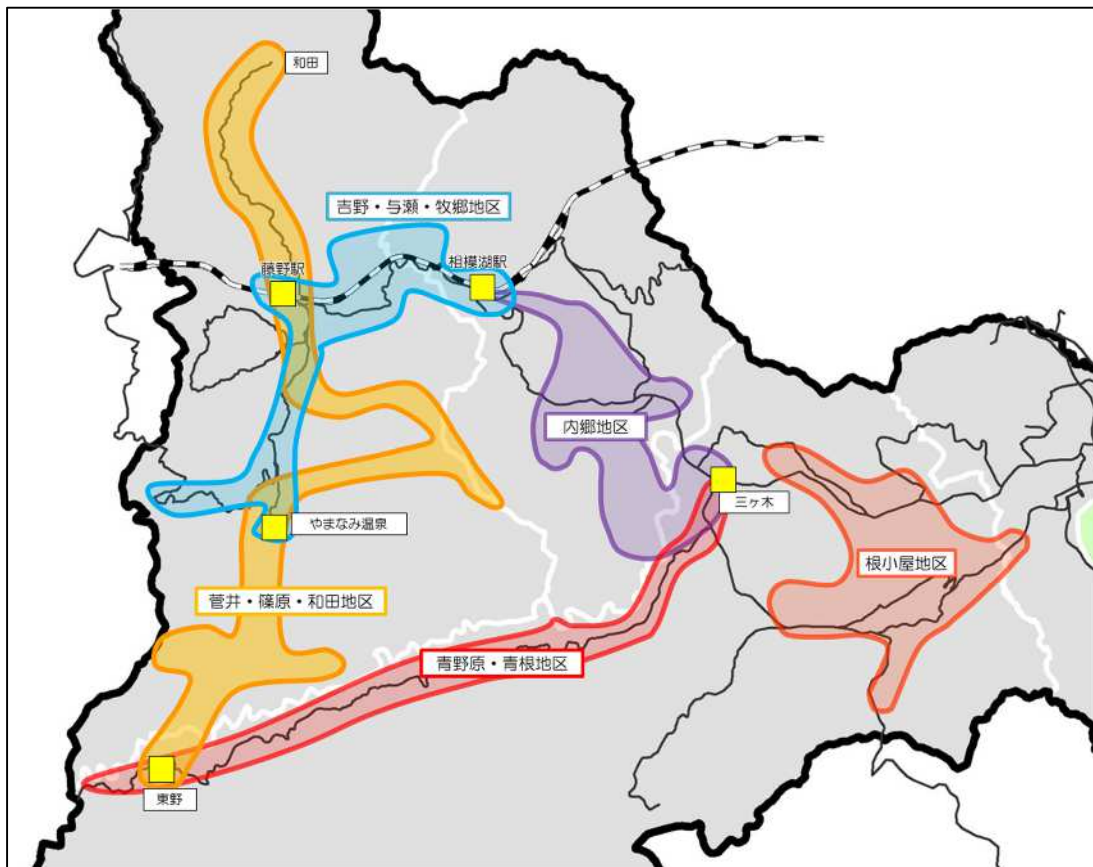 和田
吉野・与瀬・牧郷地区
藤野駅
相模湖駅
内郷地区
三ヶ木
やまなみ温泉
根小屋地区
菅井・篠原・和田地区
青野原・青根地区
東野